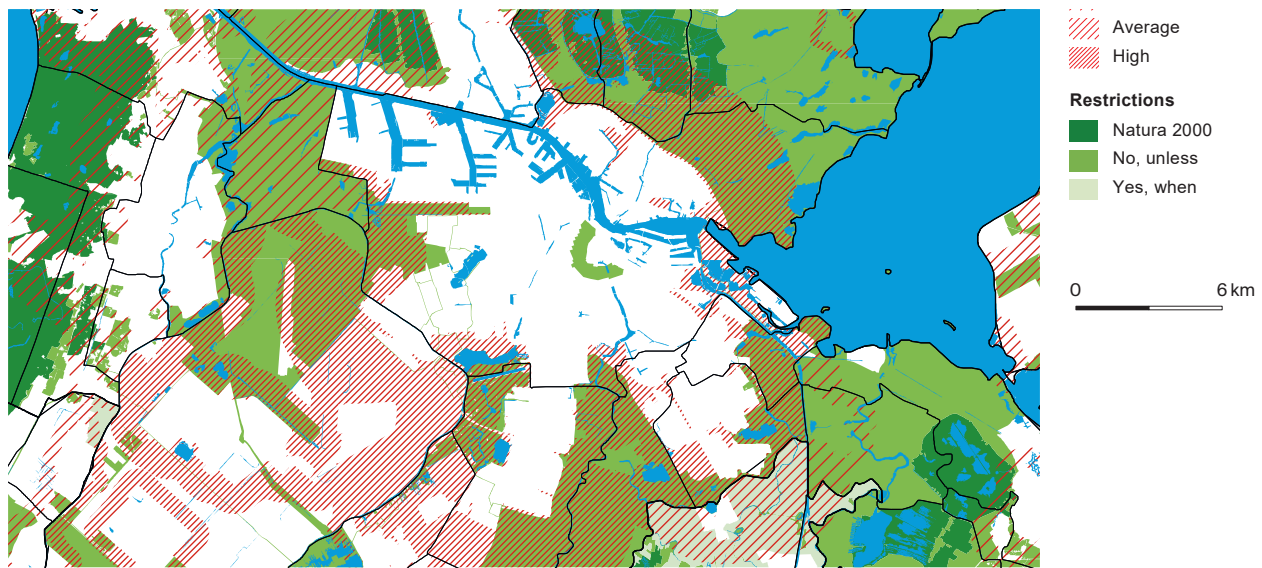 Average
High
Restrictions
Natura 2000
No, unless
Yes, when
0 6 km